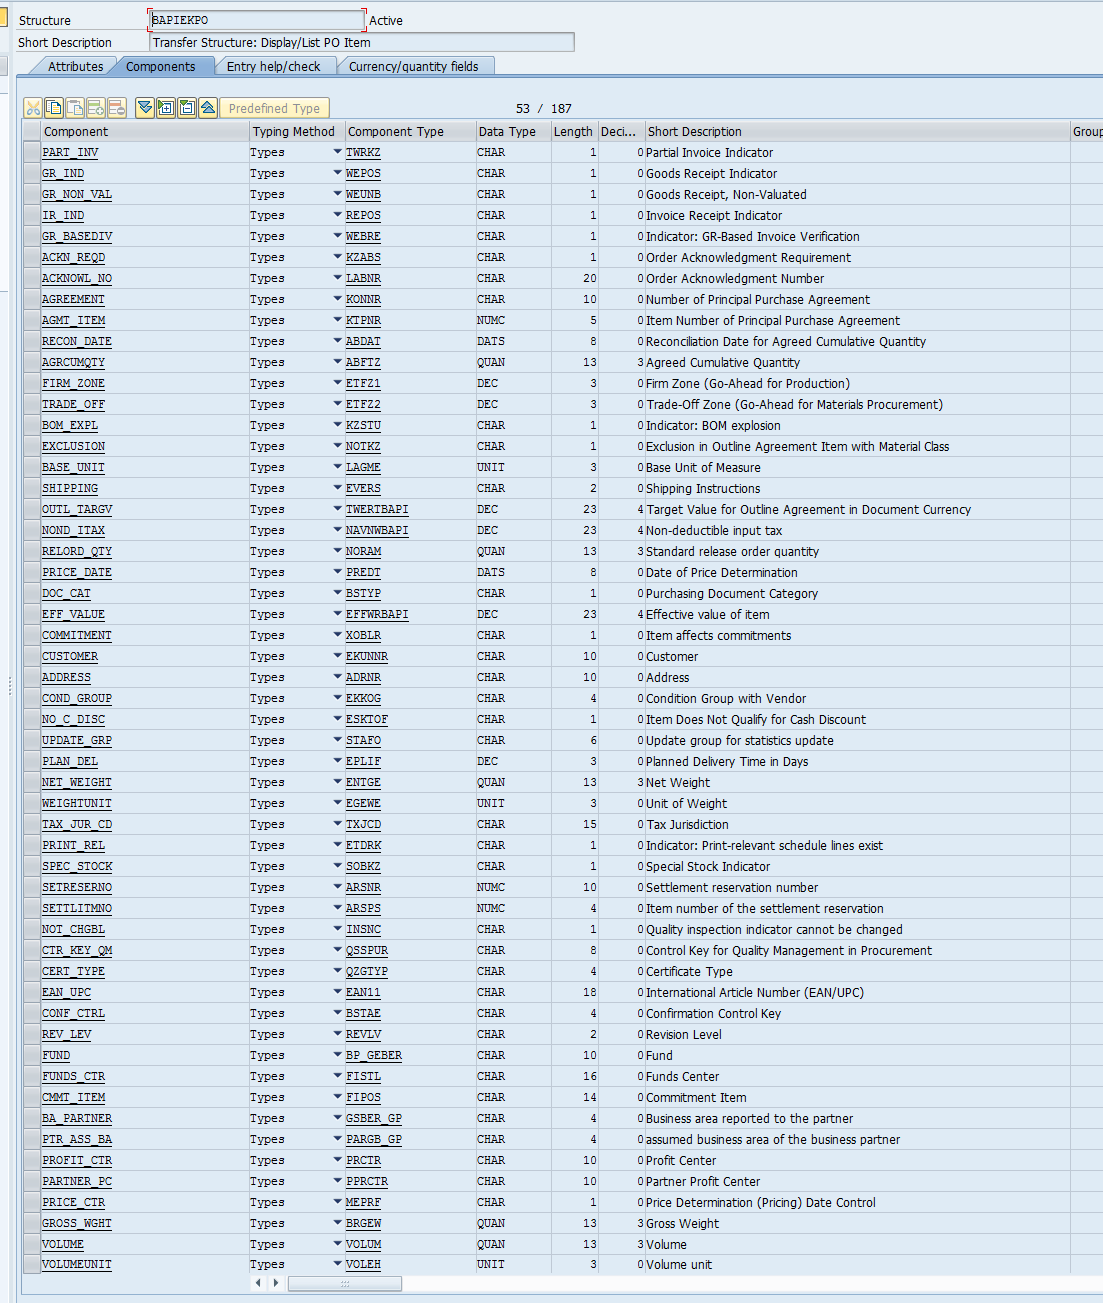 Structure BAPIEKPO Active
Short Description Transfer Structure: Display/List PO Item
Attributes Components Entry help/check Currency/quantity fields
Predefined Type 53 / 187
Component Typing Method Component Type Data Type Length Deci... Short Description Group
PART_INV Types TWRKZ CHAR 1 0 Partial Invoice Indicator
GR_IND Types WEPOS CHAR 1 0 Goods Receipt Indicator
GR_NON_VAL Types WEUNB CHAR 1 0 Goods Receipt, Non-Valuated
IR_IND Types REPOS CHAR 1 0 Invoice Receipt Indicator
GR_BASEDIV Types WEBRE CHAR 1 0 Indicator: GR-Based Invoice Verification
ACKN_REQD Types KZABS CHAR 1 0 Order Acknowledgment Requirement
ACKNOWL_NO Types LABNR CHAR 20 0 Order Acknowledgment Number
AGREEMENT Types KONNR CHAR 10 0 Number of Principal Purchase Agreement
AGMT_ITEM Types KTPNR NUMC 5 0 Item Number of Principal Purchase Agreement
RECON_DATE Types ABDAT DATS 8 0 Reconciliation Date for Agreed Cumulative Quantity
AGRCUMQTY Types ABFTZ QUAN 13 3 Agreed Cumulative Quantity
FIRM_ZONE Types ETFZ1 DEC 3 0 Firm Zone (Go-Ahead for Production)
TRADE_OFF Types ETFZ2 DEC 3 0 Trade-Off Zone (Go-Ahead for Materials Procurement)
BOM_EXPL Types KZSTU CHAR 1 0 Indicator: BOM explosion
EXCLUSION Types NOTKZ CHAR 1 0 Exclusion in Outline Agreement Item with Material Class
BASE_UNIT Types LAGME UNIT 3 0 Base Unit of Measure
SHIPPING Types EVERS CHAR 2 0 Shipping Instructions
OUTL_TARGV Types TWERTBAPI DEC 23 4 Target Value for Outline Agreement in Document Currency
NOND_ITAX Types NAVNWBAPI DEC 23 4 Non-deductible input tax
RELORD_QTY Types NORAM QUAN 13 3 Standard release order quantity
PRICE_DATE Types PREDT DATS 8 0 Date of Price Determination
DOC_CAT Types BSTYP CHAR 1 0 Purchasing Document Category
EFF_VALUE Types EFFWRBAPI DEC 23 4 Effective value of item
COMMITMENT Types XOBLR CHAR 1 0 Item affects commitments
CUSTOMER Types EKUNNR CHAR 10 0 Customer
ADDRESS Types ADRNR CHAR 10 0 Address
COND_GROUP Types EKKOG CHAR 4 0 Condition Group with Vendor
NO_C_DISC Types ESKTOF CHAR 1 0 Item Does Not Qualify for Cash Discount
UPDATE_GRP Types STAFO CHAR 6 0 Update group for statistics update
PLAN_DEL Types EPLIF DEC 3 0 Planned Delivery Time in Days
NET_WEIGHT Types ENTGE QUAN 13 3 Net Weight
WEIGHTUNIT Types EGEWE UNIT 3 0 Unit of Weight
TAX_JUR_CD Types TXJCD CHAR 15 0 Tax Jurisdiction
PRINT_REL Types ETDRK CHAR 1 0 Indicator: Print-relevant schedule lines exist
SPEC_STOCK Types SOBKZ CHAR 1 0 Special Stock Indicator
SETRESERNO Types ARSNR NUMC 10 0 Settlement reservation number
SETTLITMNO Types ARSPS NUMC 4 0 Item number of the settlement reservation
NOT_CHGBL Types INSNC CHAR 1 0 Quality inspection indicator cannot be changed
CTR_KEY_QM Types QSSPUR CHAR 8 0 Control Key for Quality Management in Procurement
CERT_TYPE Types QZGTYP CHAR 4 0 Certificate Type
EAN_UPC Types EAN11 CHAR 18 0 International Article Number (EAN/UPC)
CONF_CTRL Types BSTAE CHAR 4 0 Confirmation Control Key
REV_LEV Types REVLV CHAR 2 0 Revision Level
FUND Types BP_GEBER CHAR 10 0 Fund
FUNDS_CTR Types FISTL CHAR 16 0 Funds Center
CMMT_ITEM Types FIPOS CHAR 14 0 Commitment Item
BA_PARTNER Types GSBER_GP CHAR 4 0 Business area reported to the partner
PTR_ASS_BA Types PARGB_GP CHAR 4 0 assumed business area of the business partner
PROFIT_CTR Types PRCTR CHAR 10 0 Profit Center
PARTNER_PC Types PPRCTR CHAR 10 0 Partner Profit Center
PRICE_CTR Types MEPRF CHAR 1 0 Price Determination (Pricing) Date Control
GROSS_WGHT Types BRGEW QUAN 13 3 Gross Weight
VOLUME Types VOLUM QUAN 13 3 Volume
VOLUMEUNIT Types VOLEH UNIT 3 0 Volume unit